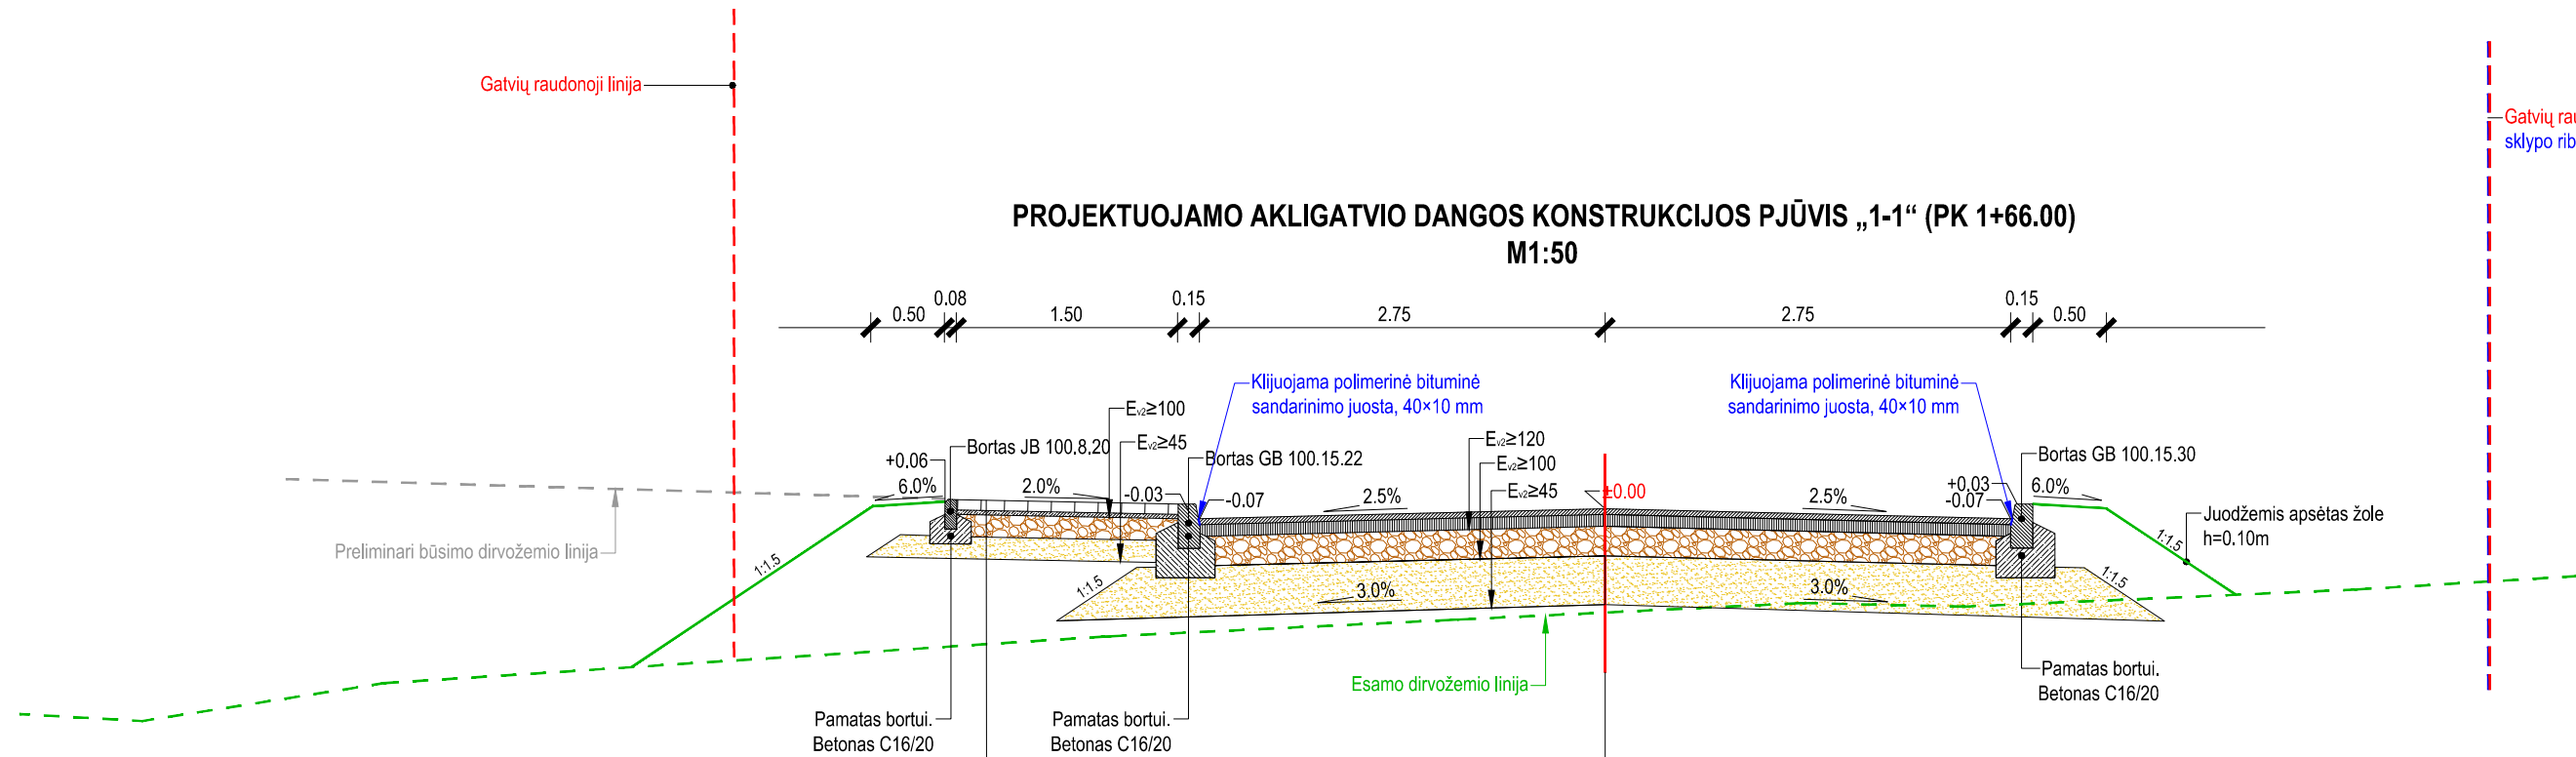 Gatvių raudonoji linija
Gatvių rau
sklypo rib
PROJEKTUOJAMO AKLIGATVIO DANGOS KONSTRUKCIJOS PJŪVIS „1-1“ (PK 1+66.00)
M1:50
0.50
0.08
1.50
0.15
2.75
2.75
0.15
0.50
Klijuojama polimerinė bituminė
sandarinimo juosta, 40×10 mm
Klijuojama polimerinė bituminė
sandarinimo juosta, 40×10 mm
Ev2≥100
Ev2≥45
Bortas JB 100.8.20
+0.06
6.0%
2.0%
-0.03
Bortas GB 100.15.22
-0.07
2.5%
Ev2≥120
Ev2≥100
Ev2≥45
±0.00
2.5%
+0.03
-0.07
6.0%
Bortas GB 100.15.30
Juodžemis apsėtas žole
h=0.10m
Preliminari būsimo dirvožemio linija
1:1.5
1:1.5
3.0%
3.0%
1:1.5
1:1.5
Esamo dirvožemio linija
Pamatas bortui.
Betonas C16/20
Pamatas bortui.
Betonas C16/20
Pamatas bortui.
Betonas C16/20